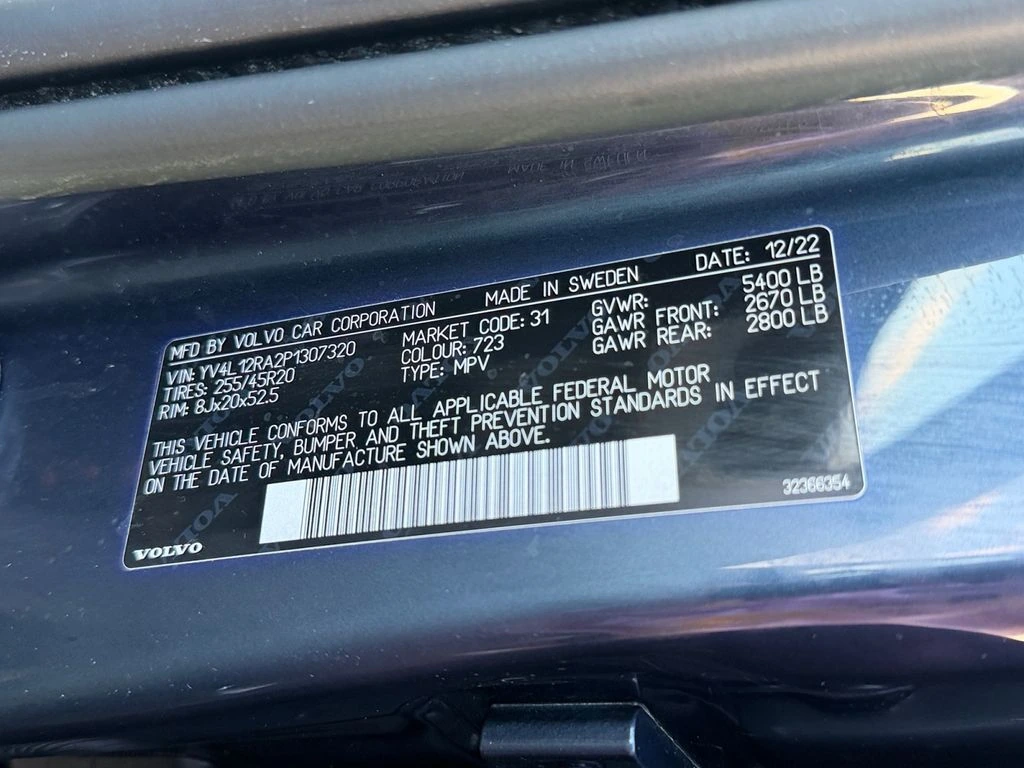 MFD BY VOLVO CAR CORPORATION MADE IN SWEDEN DATE: 12/22
VIN: YV4L12RA2P1307320 MARKET CODE: 31 GVWR: 5400 LB
TIRES: 255/45R20 COLOUR: 723 GAWR FRONT: 2670 LB
RIM: 8Jx20x52.5 TYPE: MPV GAWR REAR: 2800 LB
THIS VEHICLE CONFORMS TO ALL APPLICABLE FEDERAL MOTOR
VEHICLE SAFETY, BUMPER AND THEFT PREVENTION STANDARDS IN EFFECT
ON THE DATE OF MANUFACTURE SHOWN ABOVE.
VOLVO
32366354